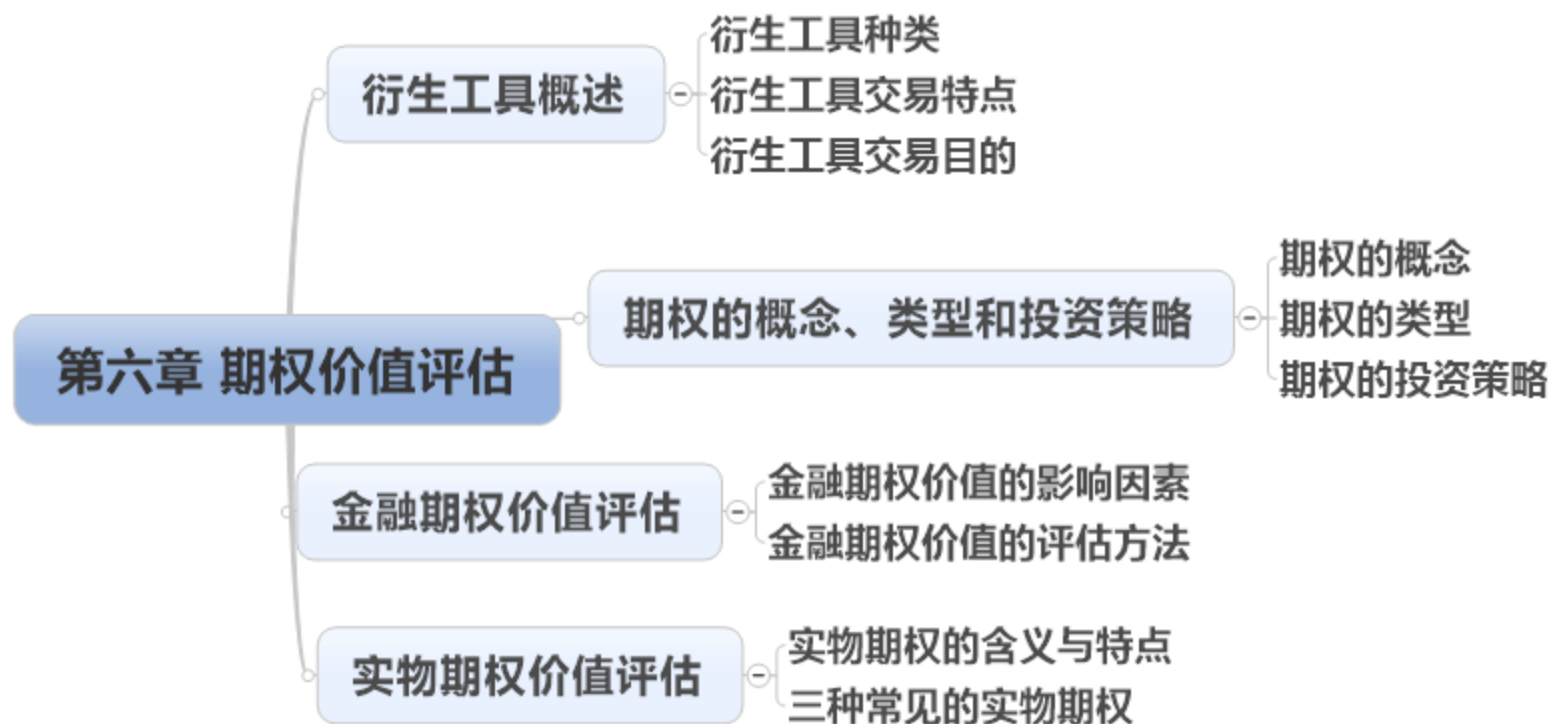 第六章 期权价值评估
衍生工具概述
衍生工具种类
衍生工具交易特点
衍生工具交易目的
期权的概念、类型和投资策略
期权的概念
期权的类型
期权的投资策略
金融期权价值评估
金融期权价值的影响因素
金融期权价值的评估方法
实物期权价值评估
实物期权的含义与特点
三种常见的实物期权